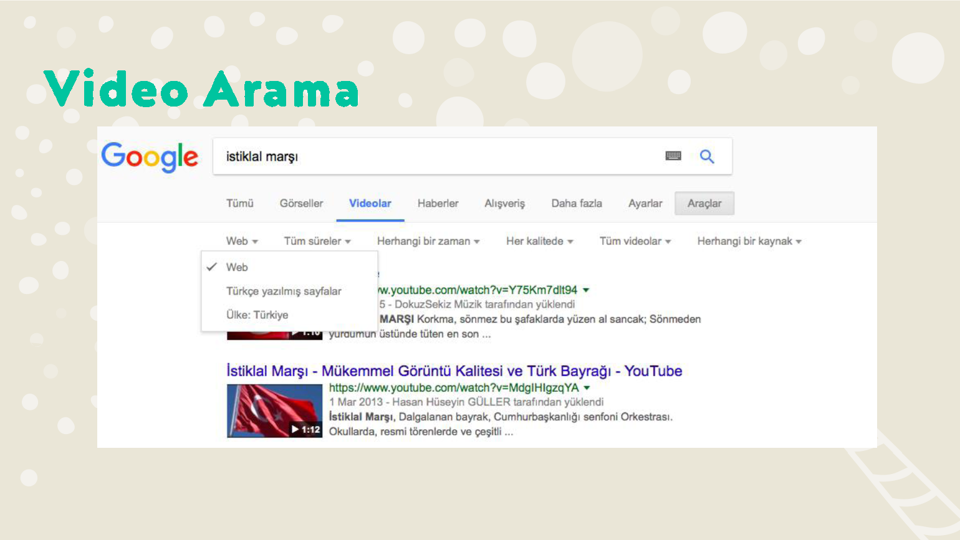 Video Arama
Google
istiklal marşı
Tümü Görseller Videolar Haberler Alışveriş Daha fazla Ayarlar Araçlar
Web Tüm süreler Herhangi bir zaman Her kalitede Tüm videolar Herhangi bir kaynak
Web
Türkçe yazılmış sayfalar
Ülke: Türkiye
w.youtube.com/watch?v=Y75Km7dlt94
5 - DokuzSekiz Müzik tarafından yüklendi
MARŞI Korkma, sönmez bu şafaklarda yüzen al sancak; Sönmeden
yurdumun üstünde tüten en son ...
İstiklal Marşı - Mükemmel Görüntü Kalitesi ve Türk Bayrağı - YouTube
https://www.youtube.com/watch?v=MdgIHIgzqYA
1 Mar 2013 - Hasan Hüseyin GÜLLER tarafından yüklendi
İstiklal Marşı, Dalgalanan bayrak, Cumhurbaşkanlığı senfoni Orkestrası.
1:12
Okullarda, resmi törenlerde ve çeşitli ...